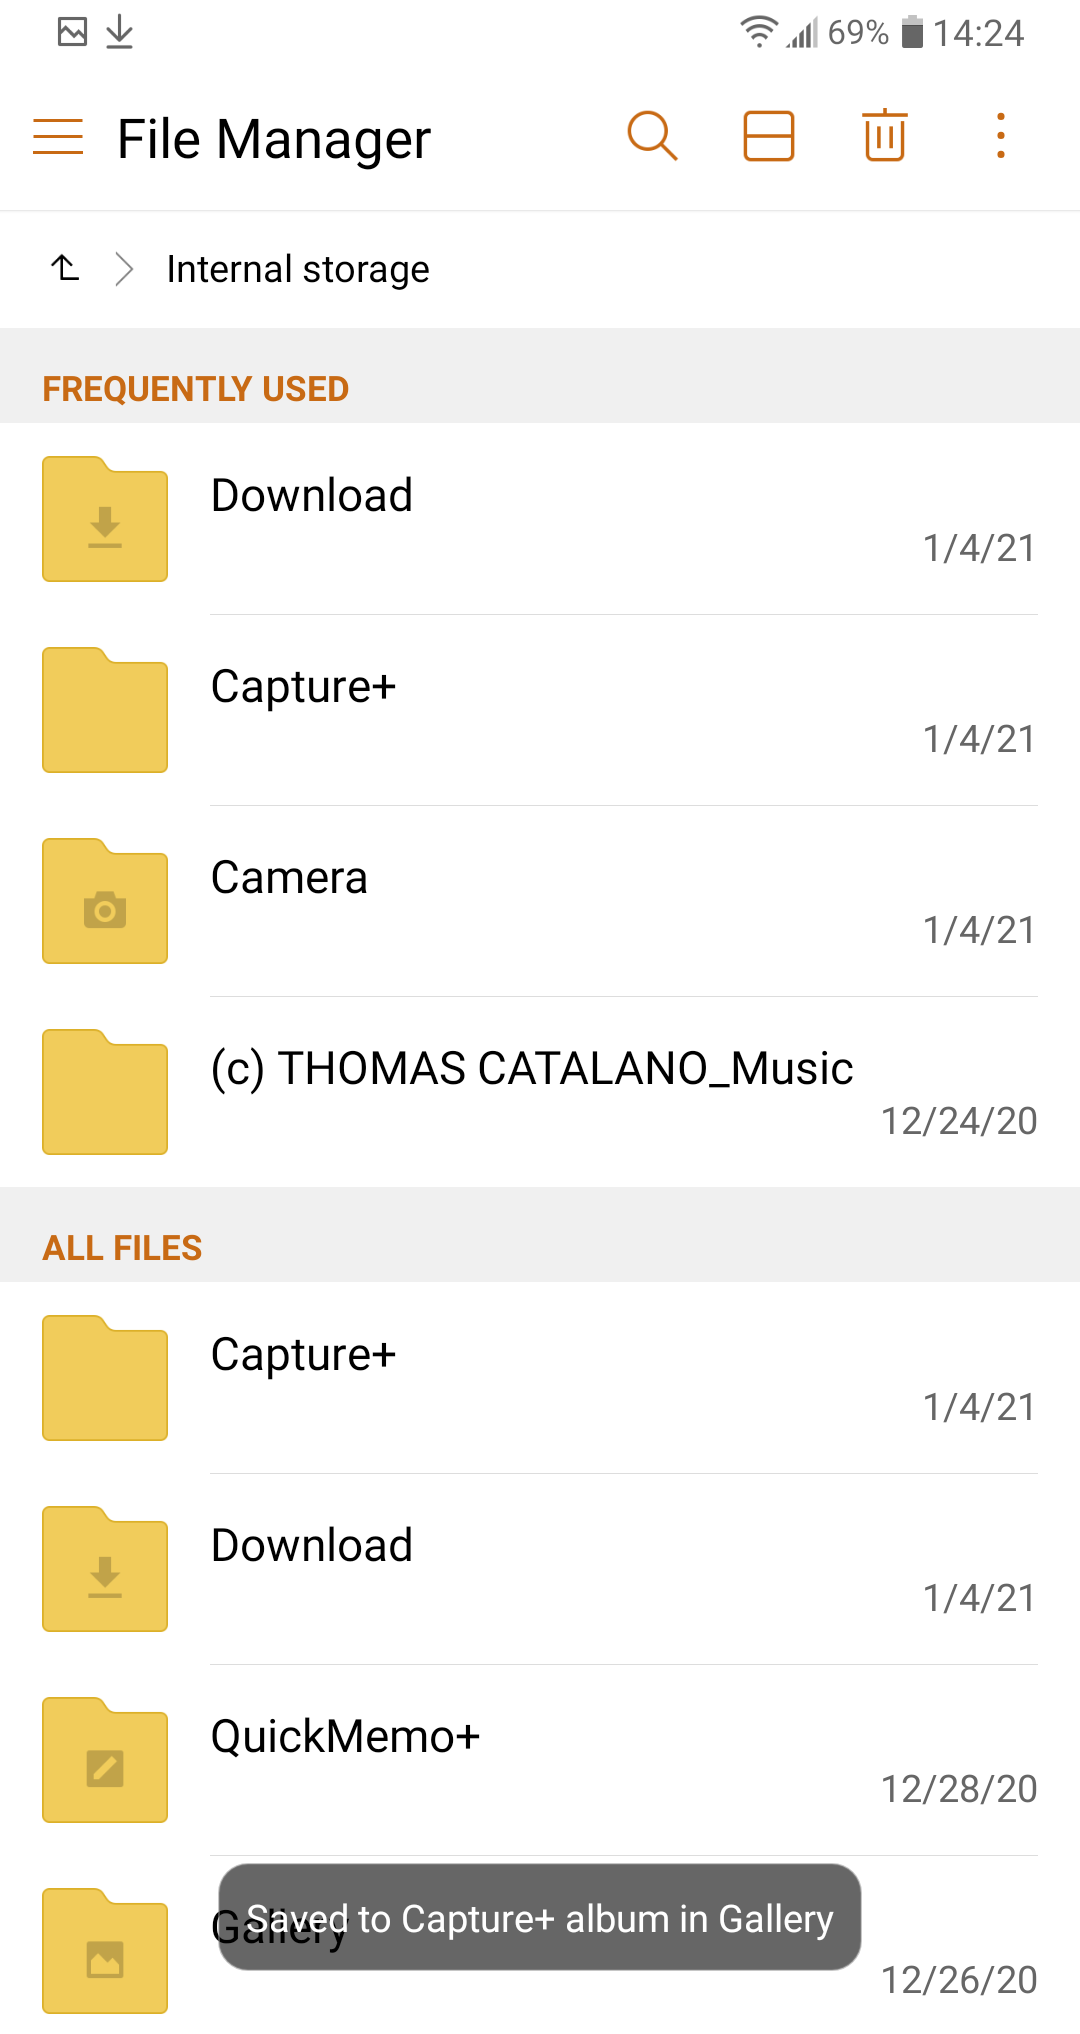 69% 14:24
File Manager
Internal storage
FREQUENTLY USED
Download
1/4/21
Capture+
1/4/21
Camera
1/4/21
(c) THOMAS CATALANO_Music
12/24/20
ALL FILES
Capture+
1/4/21
Download
1/4/21
QuickMemo+
12/28/20
Gallery
Saved to Capture+ album in Gallery
12/26/20